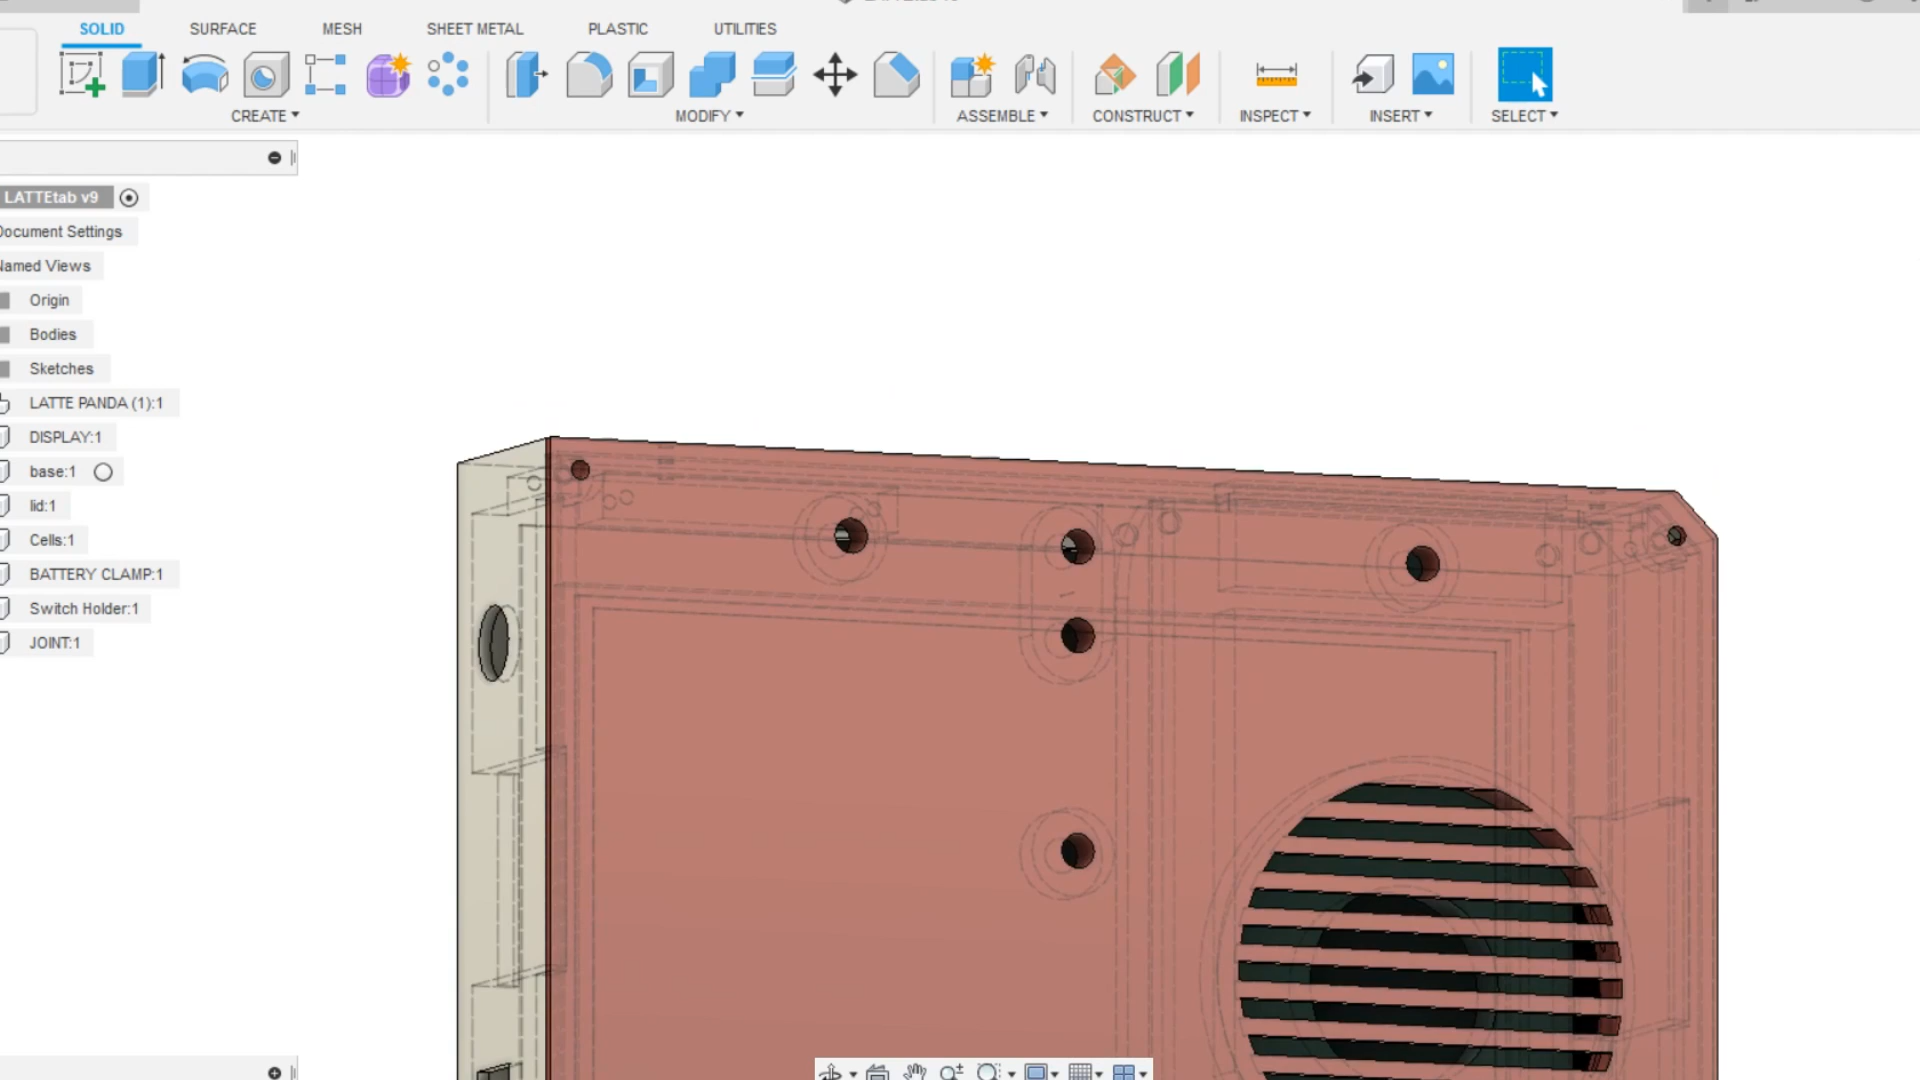 SOLID SURFACE MESH SHEET METAL PLASTIC UTILITIES
CREATE MODIFY ASSEMBLE CONSTRUCT INSPECT INSERT SELECT
LATTEtab v9
Document Settings
Named Views
Origin
Bodies
Sketches
LATTE PANDA (1):1
DISPLAY:1
base:1
lid:1
Cells:1
BATTERY CLAMP:1
Switch Holder:1
JOINT:1